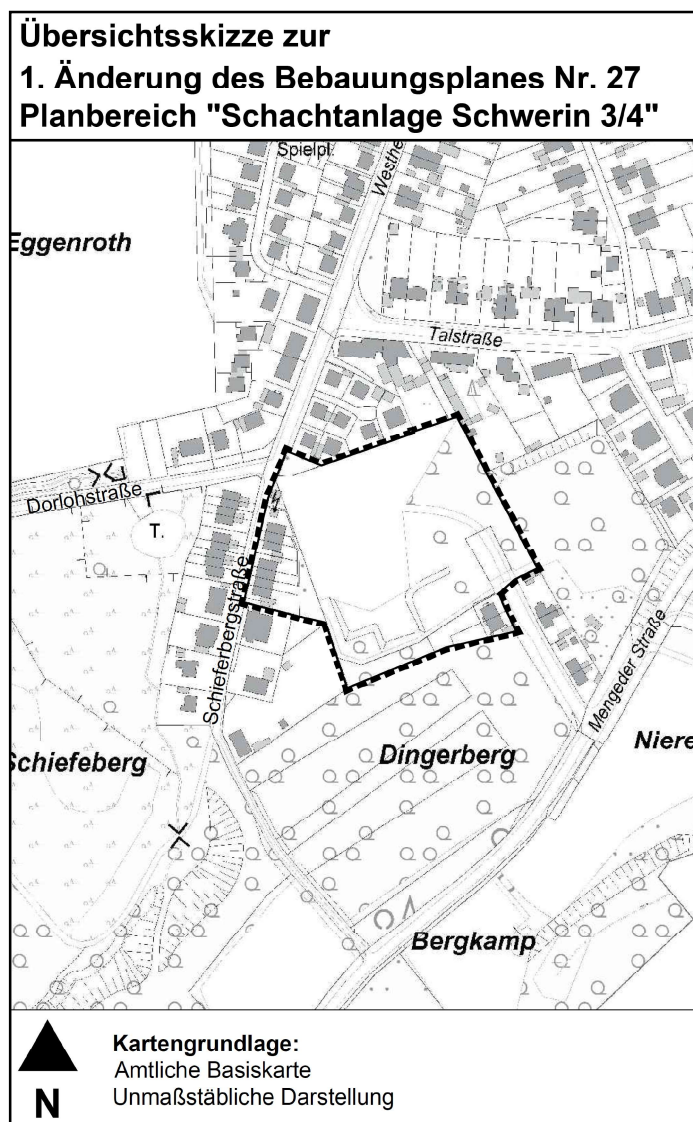 Übersichtsskizze zur
1. Änderung des Bebauungsplanes Nr. 27
Planbereich "Schachtanlage Schwerin 3/4"
Spielpl.
Westhe
Eggenroth
Talstraße
Dorlohstraße
T.
Schieferbergstraße
Mengeder Straße
Schiefeberg
Dingerberg
Niere
Bergkamp
N
Kartengrundlage:
Amtliche Basiskarte
Unmaßstäbliche Darstellung